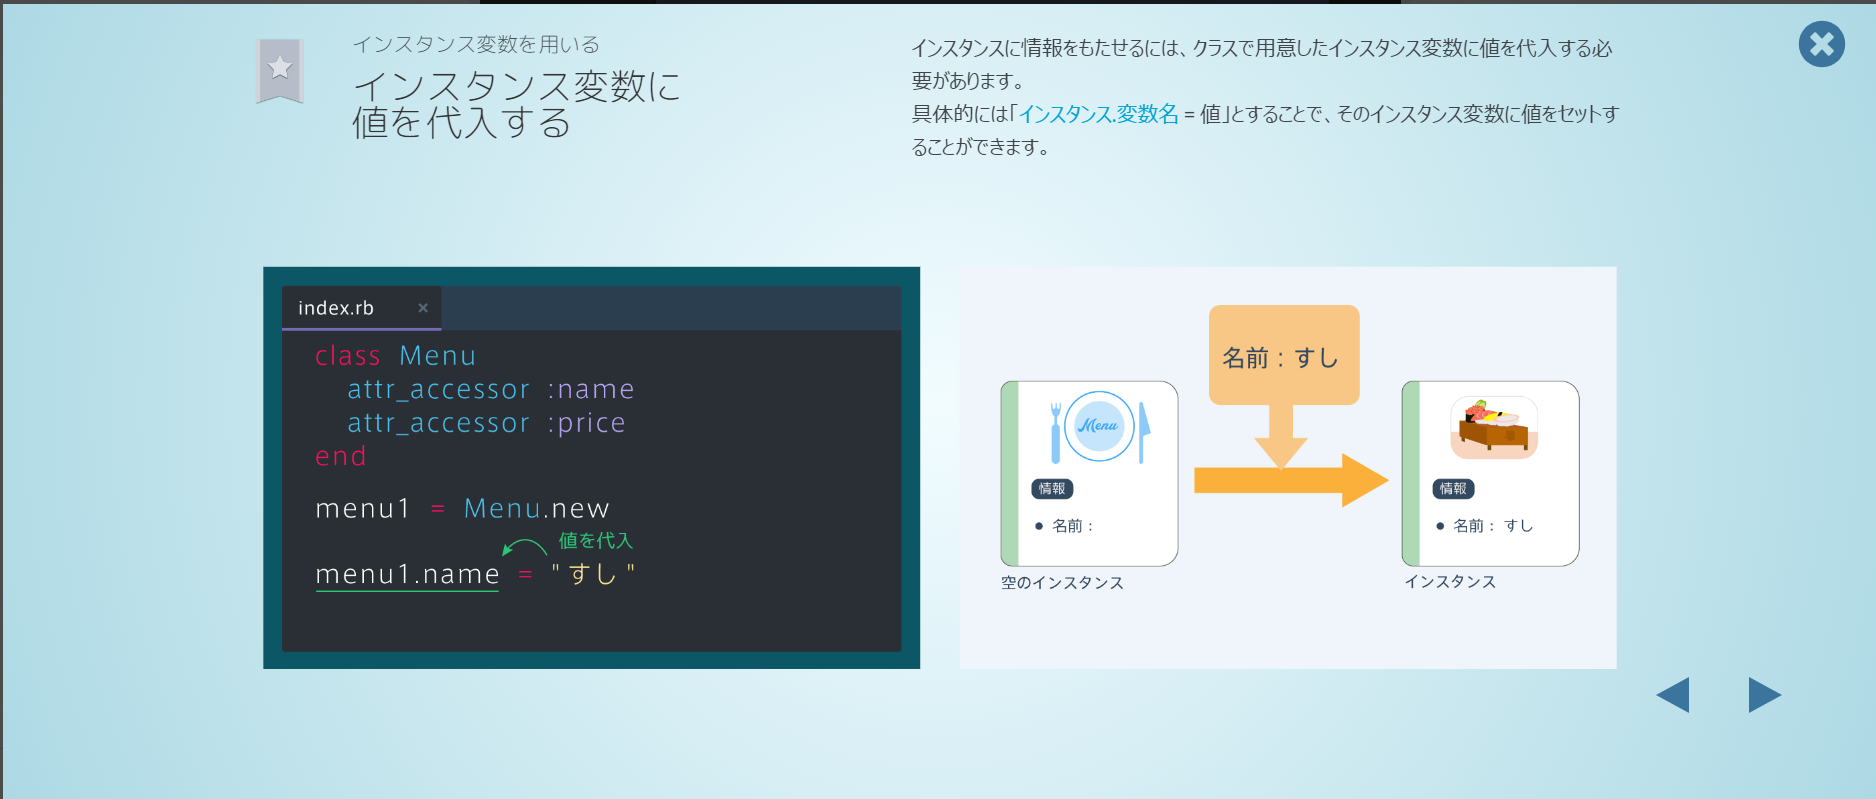 インスタンス変数を用いる
インスタンス変数に
値を代入する
インスタンスに情報をもたせるには、クラスで用意したインスタンス変数に値を代入する必
要があります。
具体的には「インスタンス.変数名 = 値」とすることで、そのインスタンス変数に値をセットす
ることができます。
index.rb ×
class Menu
attr_accessor :name
attr_accessor :price
end
menu1 = Menu.new
値を代入
menu1.name = "すし"
名前：すし
Menu
情報
• 名前：
空のインスタンス
情報
• 名前： すし
インスタンス